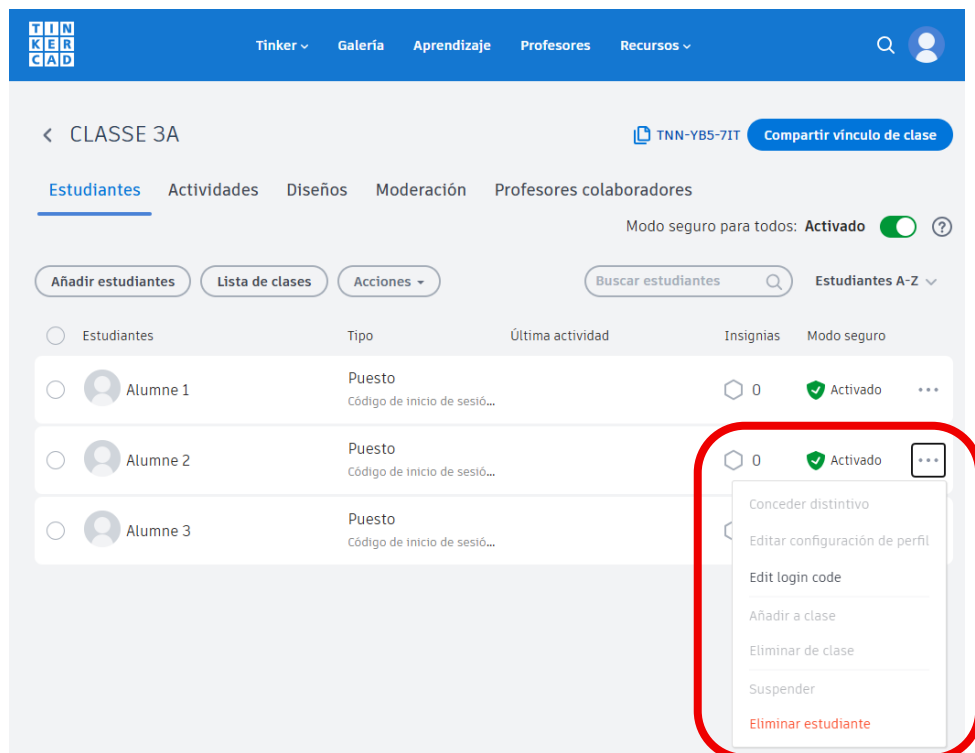 TIN
KER
CAD
Tinker Galería Aprendizaje Profesores Recursos
CLASSE 3A
TNN-YB5-7IT Compartir vínculo de clase
Estudiantes Actividades Diseños Moderación Profesores colaboradores
Modo seguro para todos: Activado ?
Añadir estudiantes Lista de clases Acciones Buscar estudiantes Estudiantes A-Z
Estudiantes Tipo Última actividad Insignias Modo seguro
Alumne 1 Puesto 0 Activado ...
Código de inicio de sesió...
Alumne 2 Puesto 0 Activado ...
Código de inicio de sesió...
Alumne 3 Puesto
Código de inicio de sesió...
Conceder distintivo
Editar configuración de perfil
Edit login code
Añadir a clase
Eliminar de clase
Suspender
Eliminar estudiante